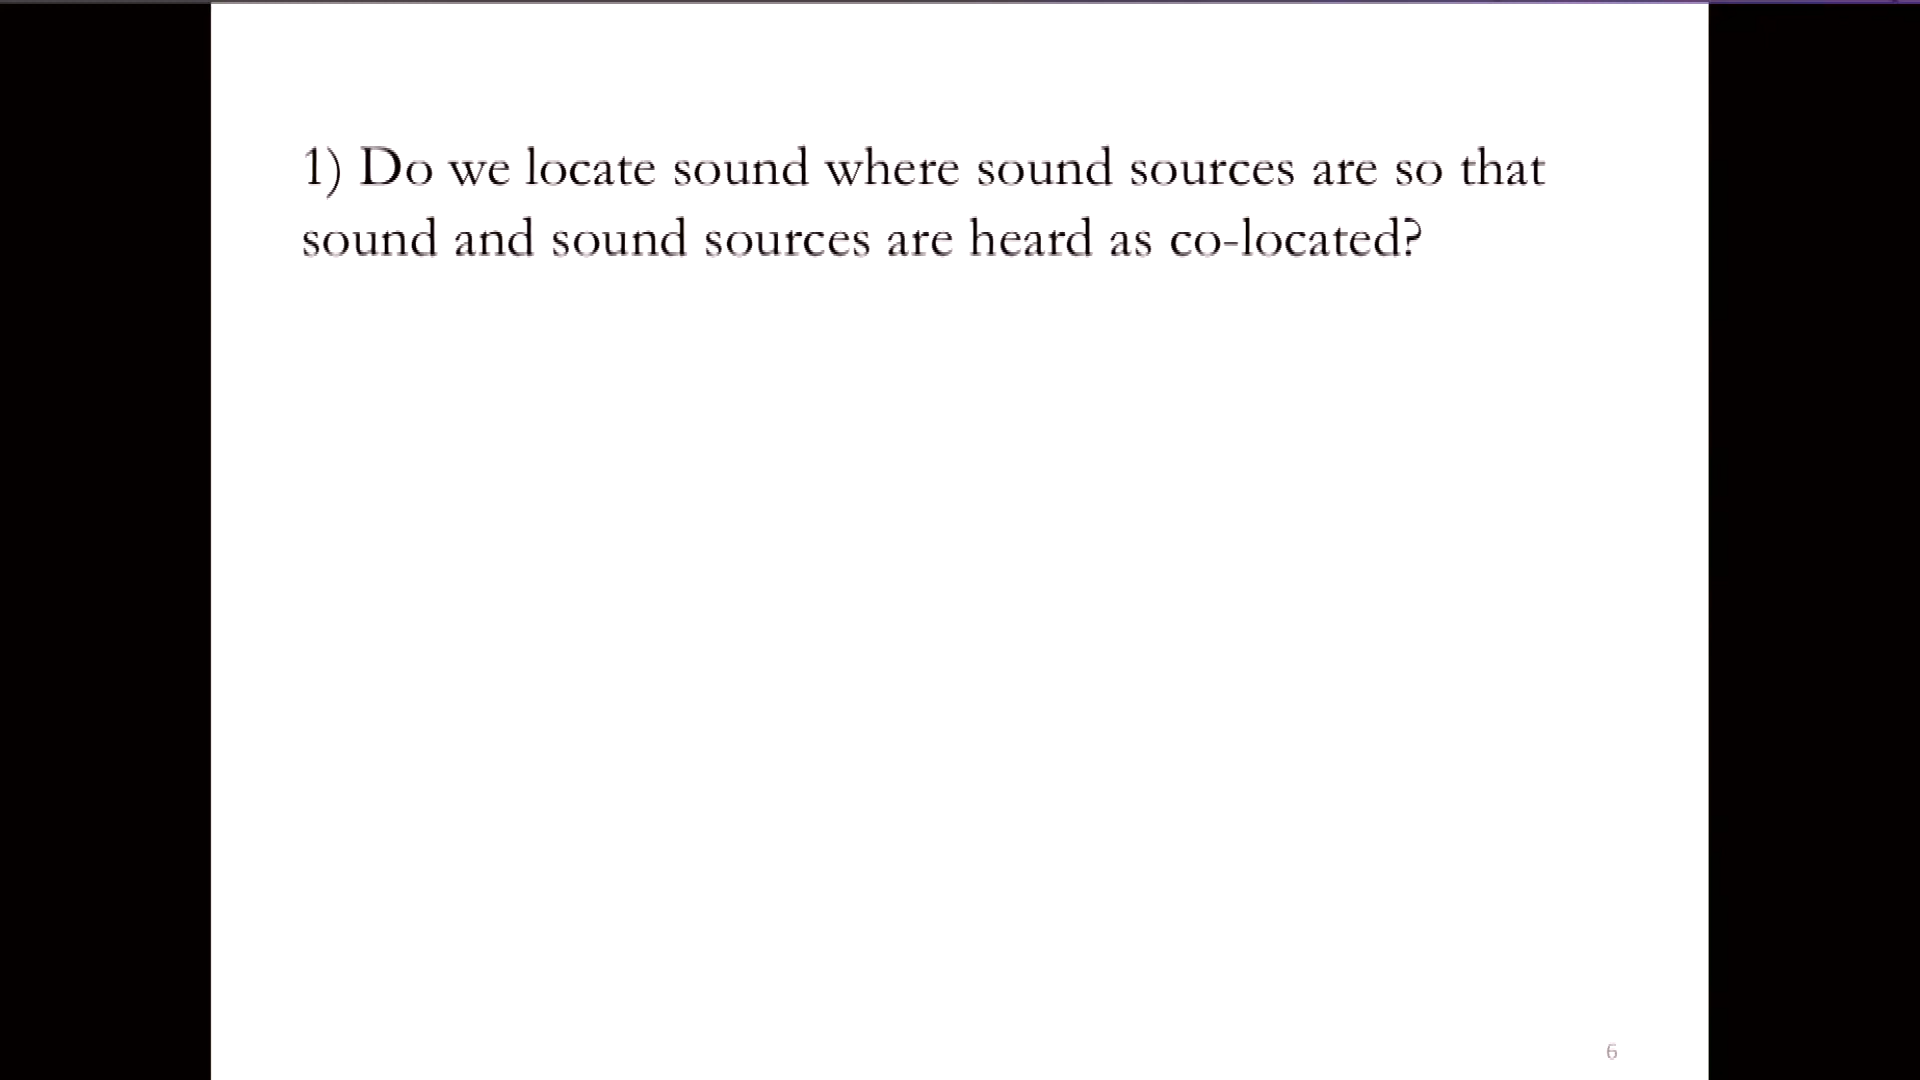 1) Do we locate sound where sound sources are so that
sound and sound sources are heard as co-located?
6